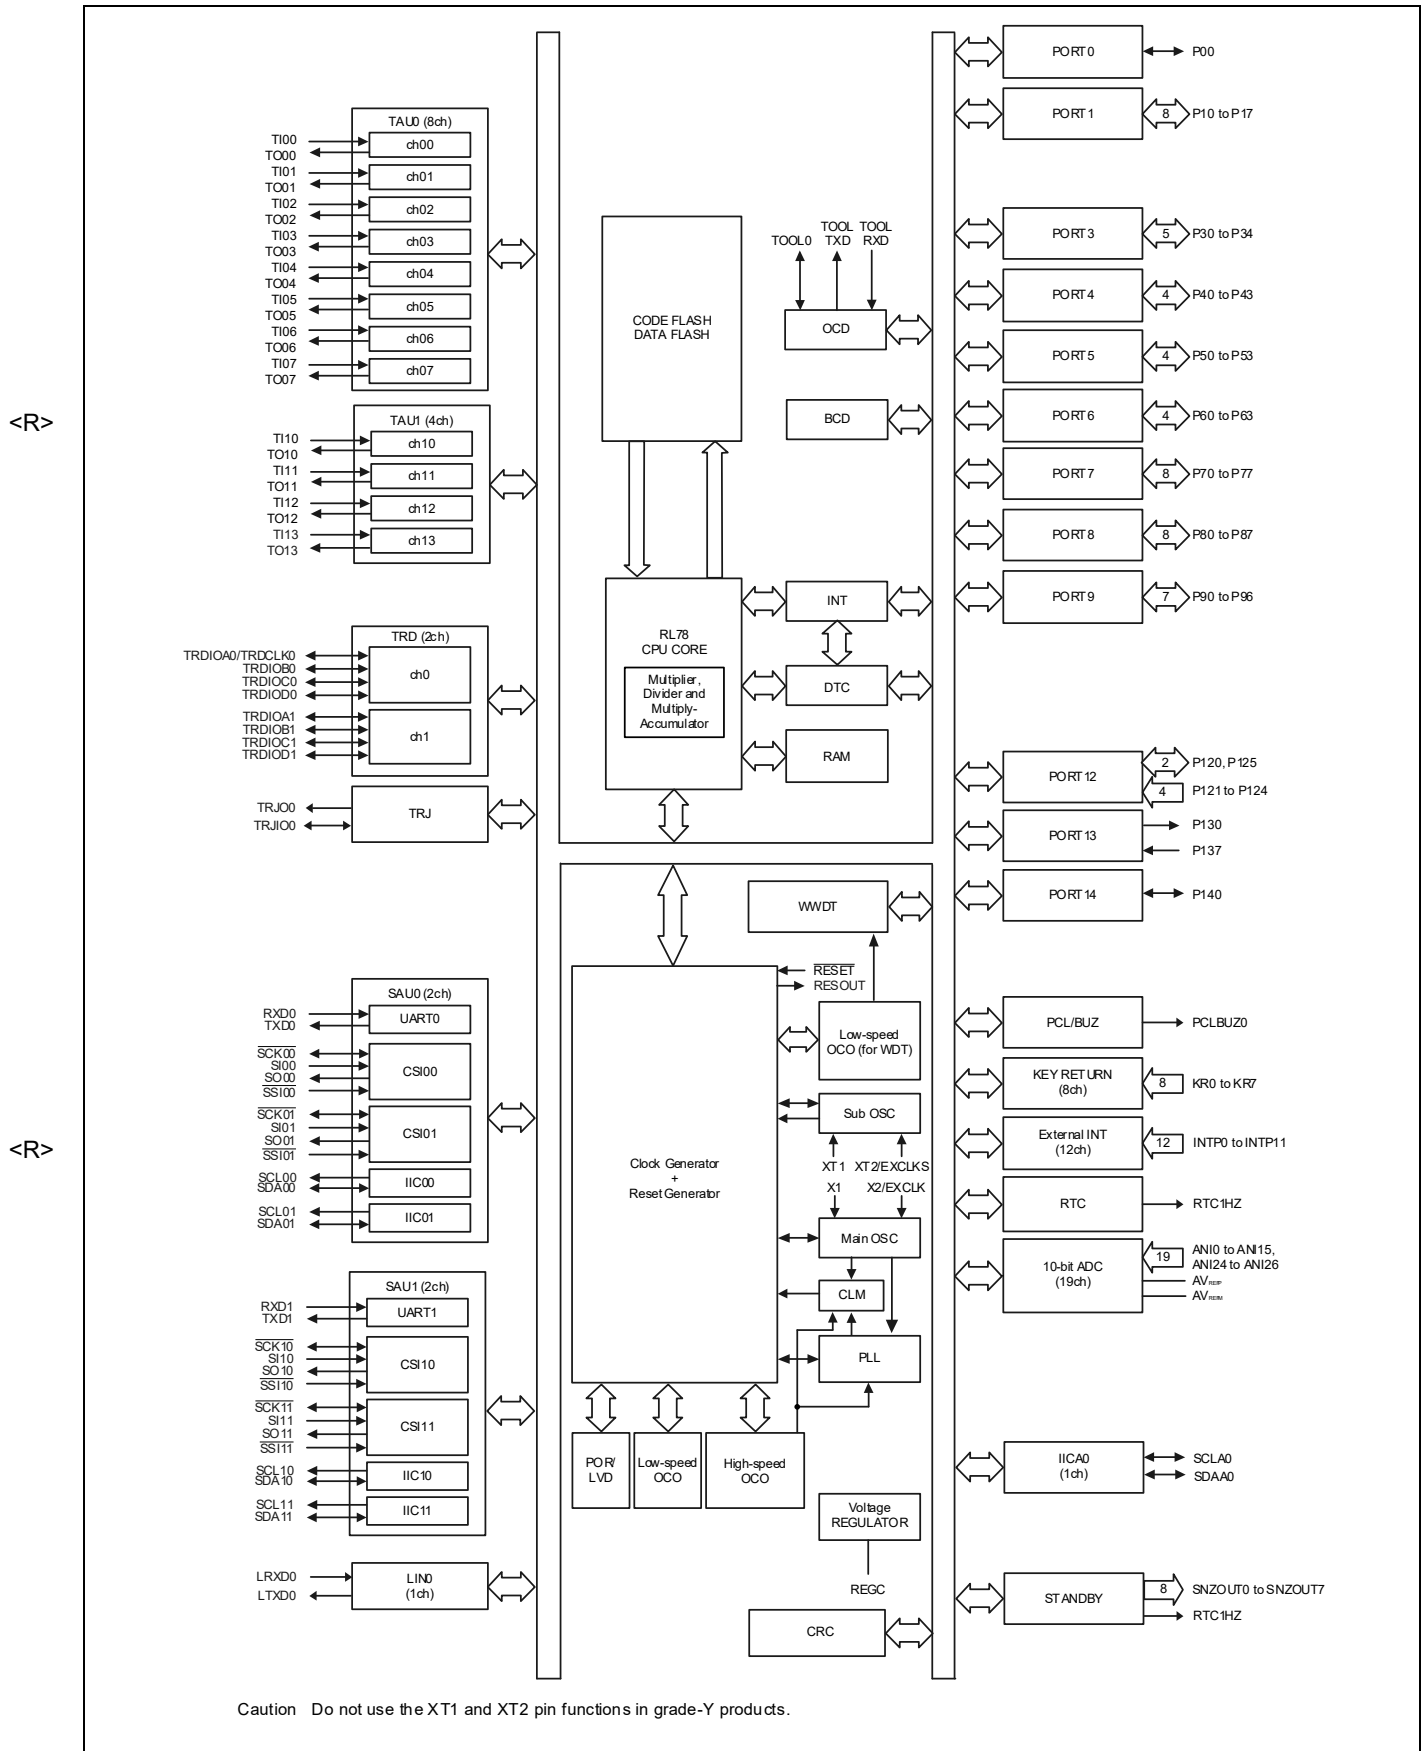 <R>
<R>
TAU0 (8ch)
TI00
TO00
ch00
TI01
TO01
ch01
TI02
TO02
ch02
TI03
TO03
ch03
TI04
TO04
ch04
TI05
TO05
ch05
TI06
TO06
ch06
TI07
TO07
ch07
TAU1 (4ch)
TI10
TO10
ch10
TI11
TO11
ch11
TI12
TO12
ch12
TI13
TO13
ch13
TRD (2ch)
TRDIOA0/TRDCLK0
TRDIOB0
TRDIOC0
TRDIOD0
ch0
TRDIOA1
TRDIOB1
TRDIOC1
TRDIOD1
ch1
TRJO0
TRJIO0
TRJ
SAU0 (2ch)
RXD0
TXD0
UART0
SCK00
SI00
SO00
SSI00
CSI00
SCK01
SI01
SO01
SSI01
CSI01
SCL00
SDA00
IIC00
SCL01
SDA01
IIC01
SAU1 (2ch)
RXD1
TXD1
UART1
SCK10
SI10
SO10
SSI10
CSI10
SCK11
SI11
SO11
SSI11
CSI11
SCL10
SDA10
IIC10
SCL11
SDA11
IIC11
LRXD0
LTXD0
LIN0
(1ch)
CODE FLASH
DATA FLASH
TOOL0
TOOL
TXD
TOOL
RXD
OCD
BCD
RL78
CPU CORE
Multiplier,
Divider and
Multiply-
Accumulator
INT
DTC
RAM
WWDT
RESET
RESOUT
Low-speed
OCO (for WDT)
Sub OSC
XT1 XT2/EXCLKS
X1 X2/EXCLK
Clock Generator
+
Reset Generator
Main OSC
CLM
PLL
POR/
LVD
Low-speed
OCO
High-speed
OCO
Voltage
REGULATOR
REGC
CRC
PORT0
P00
PORT1
8
P10 to P17
PORT3
5
P30 to P34
PORT4
4
P40 to P43
PORT5
4
P50 to P53
PORT6
4
P60 to P63
PORT7
8
P70 to P77
PORT8
8
P80 to P87
PORT9
7
P90 to P96
PORT12
2
P120, P125
4
P121 to P124
PORT13
P130
P137
PORT14
P140
PCL/BUZ
PCLBUZ0
KEY RETURN
(8ch)
8
KR0 to KR7
External INT
(12ch)
12
INTP0 to INTP11
RTC
RTC1HZ
10-bit ADC
(19ch)
19
ANI0 to ANI15,
ANI24 to ANI26
AVREFP
AVREFM
IICA0
(1ch)
SCLA0
SDAA0
STANDBY
8
SNZOUT0 to SNZOUT7
RTC1HZ
Caution Do not use the XT1 and XT2 pin functions in grade-Y products.